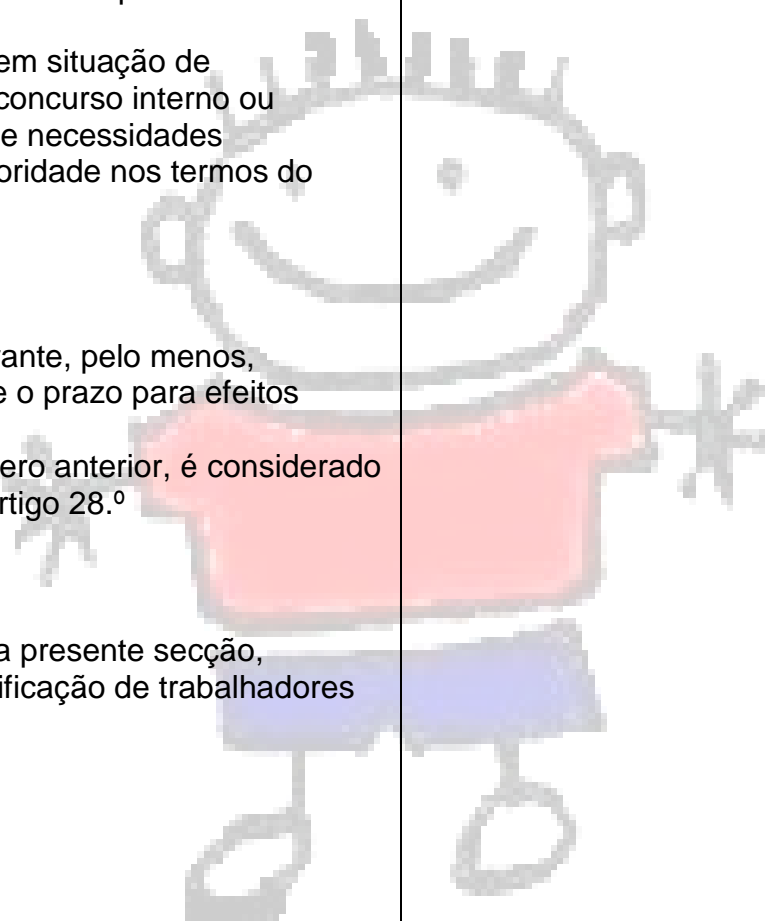 em situação de
concurso interno ou
e necessidades
oridade nos termos do
ante, pelo menos,
e o prazo para efeitos
ero anterior, é considerado
rtigo 28.º
a presente secção,
ificação de trabalhadores